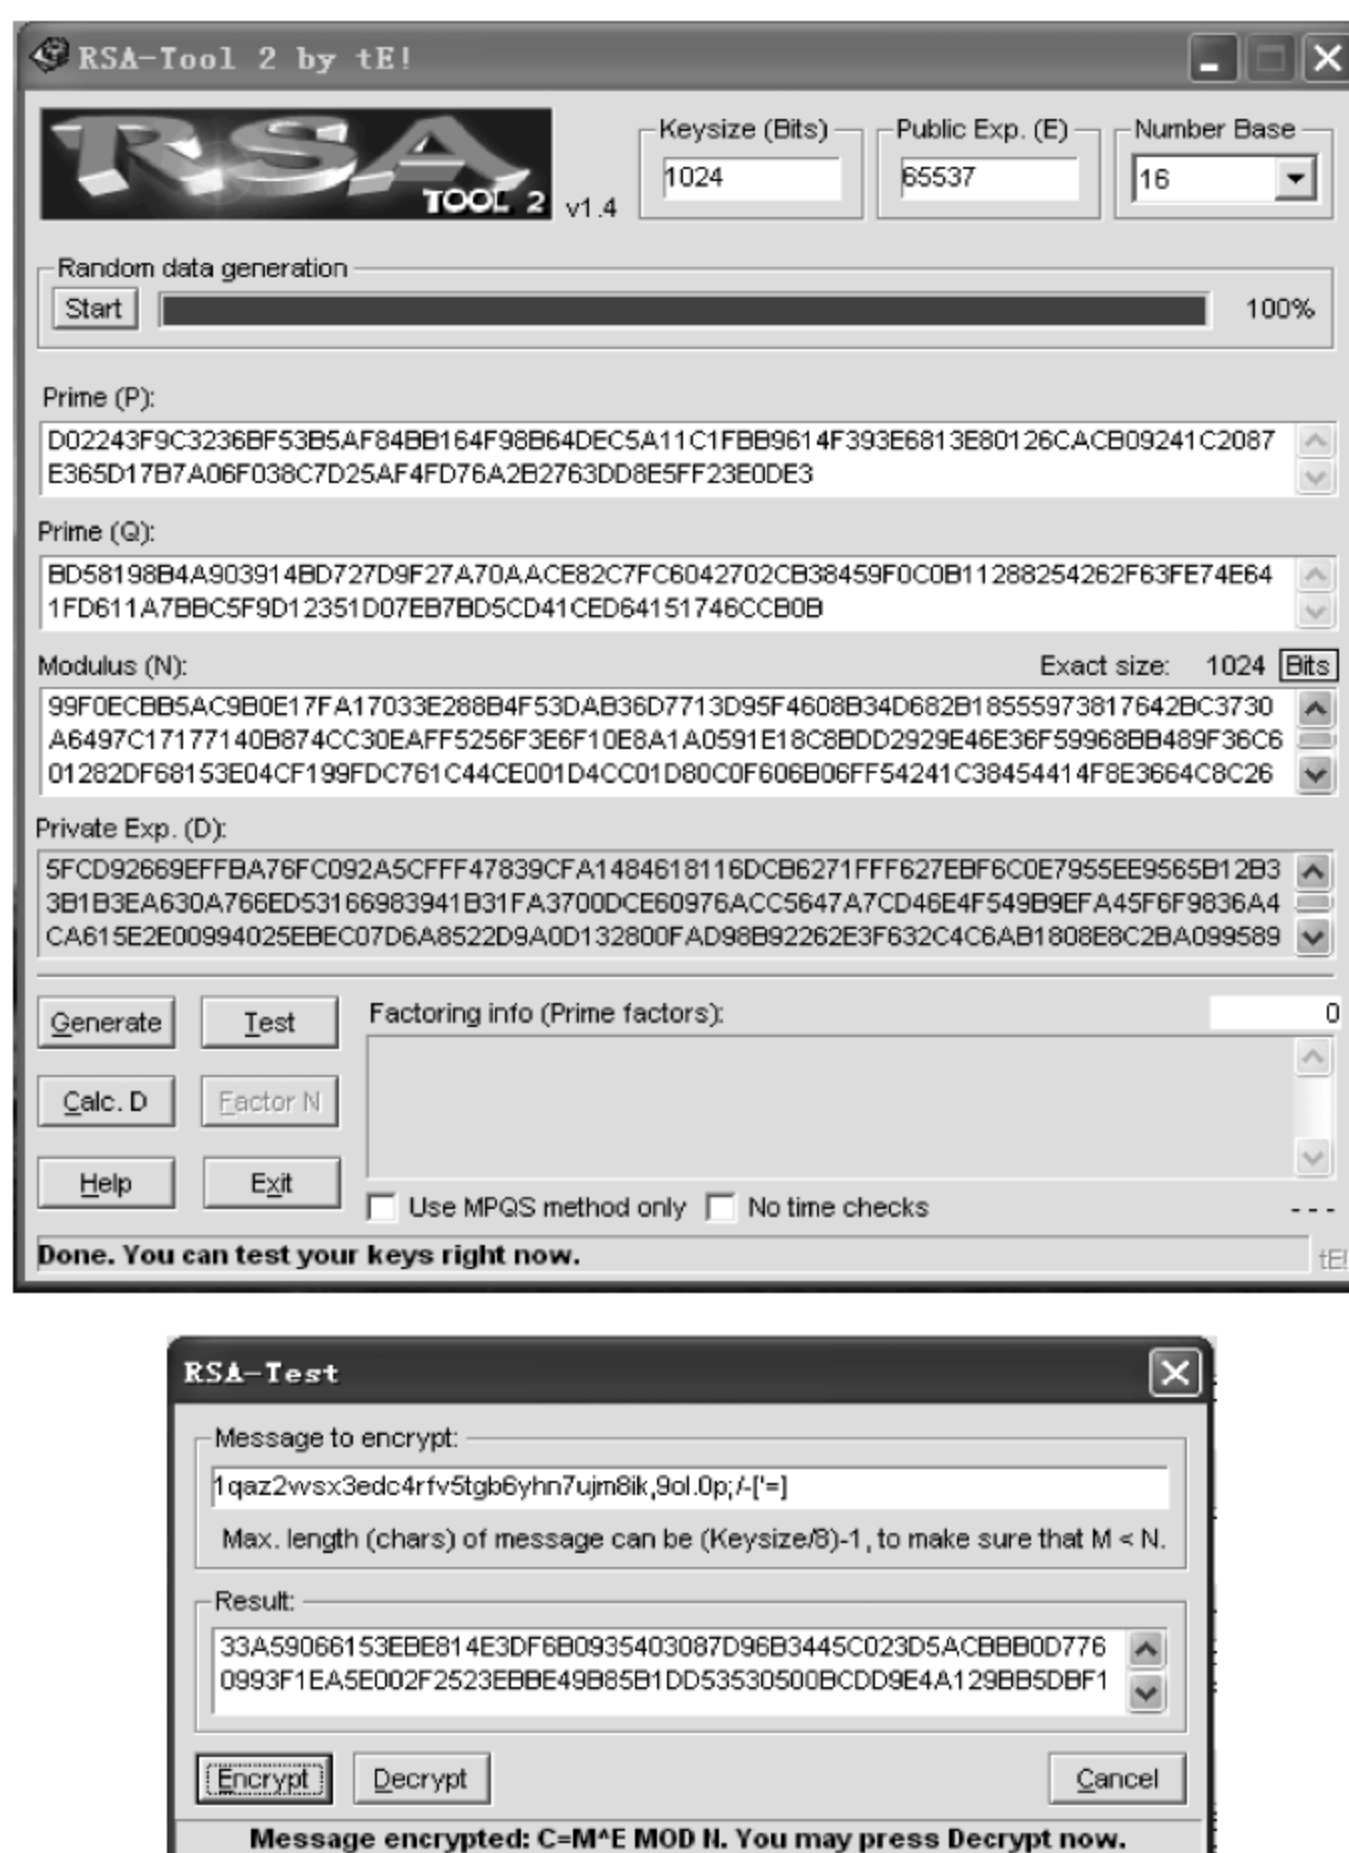 RSA-Tool 2 by tE!
RSA
TOOL 2
v1.4
Keysize (Bits)
1024
Public Exp. (E)
65537
Number Base
16
Random data generation
Start
100%
Prime (P):
D02243F9C3236BF53B5AF84BB164F98B64DEC5A11C1FBB9614F393E6813E80126CACB09241C2087
E365D17B7A06F038C7D25AF4FD76A2B2763DD8E5FF23E0DE3
Prime (Q):
BD58198B4A903914BD727D9F27A70AACE82C7FC6042702CB38459F0C0B11288254262F63FE74E64
1FD611A7BBC5F9D12351D07EB7BD5CD41CED64151746CCB0B
Modulus (N):
Exact size: 1024 Bits
99F0ECBB5AC9B0E17FA17033E288B4F53DAB36D7713D95F4608B34D682B18555973817642BC3730
A6497C17177140B874CC30EAFF5256F3E6F10E8A1A0591E18C8BDD2929E46E36F59968BB489F36C6
01282DF68153E04CF199FDC761C44CE001D4CC01D80C0F606B06FF54241C38454414F8E3664C8C26
Private Exp. (D):
5FCD92669EFFBA76FC092A5CFFF47839CFA1484618116DCB6271FFF627EBF6C0E7955EE9565B12B3
3B1B3EA630A766ED53166983941B31FA3700DCE60976ACC5647A7CD46E4F549B9EFA45F6F9836A4
CA615E2E00994025EBEC07D6A8522D9A0D132800FAD98B92262E3F632C4C6AB1808E8C2BA099589
Generate
Test
Factoring info (Prime factors):
0
Calc. D
Factor N
Help
Exit
Use MPQS method only
No time checks
---
Done. You can test your keys right now.
tE!
RSA-Test
Message to encrypt:
1qaz2wsx3edc4rfv5tgb6yhn7ujm8ik,9ol.0p;/-['=]
Max. length (chars) of message can be (Keysize/8)-1, to make sure that M < N.
Result:
33A59066153EBE814E3DF6B0935403087D96B3445C023D5ACBBB0D776
0993F1EA5E002F2523EBBE49B85B1DD53530500BCDD9E4A129BB5DBF1
Encrypt
Decrypt
Cancel
Message encrypted: C=M^E MOD N. You may press Decrypt now.